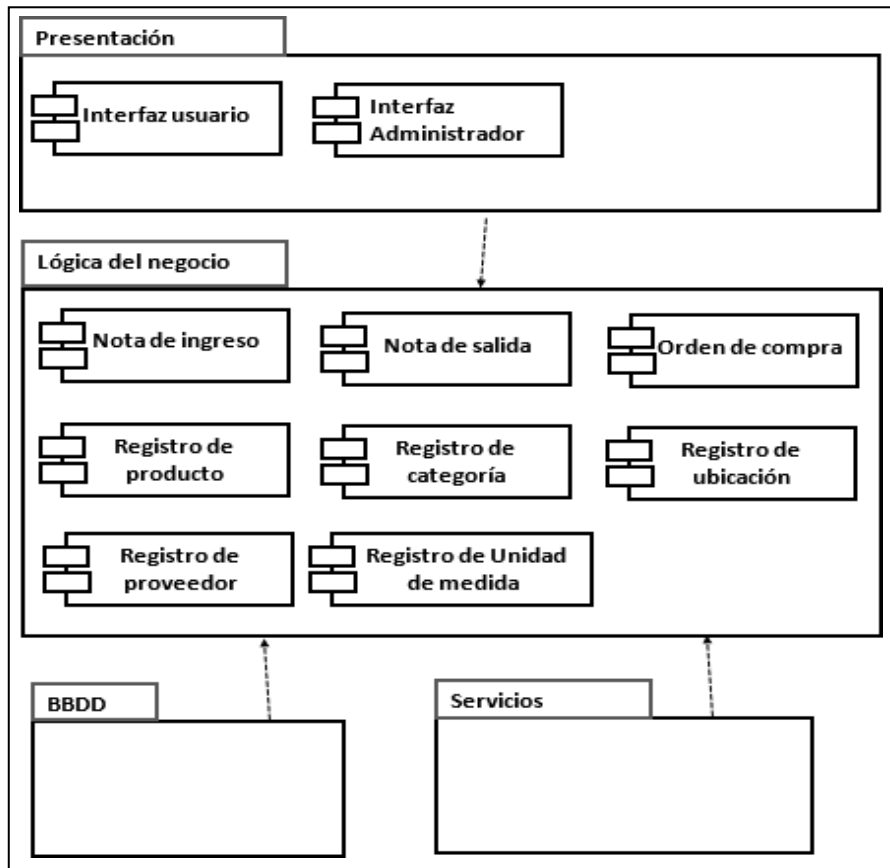 Presentación
Interfaz usuario
Interfaz
Administrador
Lógica del negocio
Nota de ingreso
Nota de salida
Orden de compra
Registro de
producto
Registro de
categoría
Registro de
ubicación
Registro de
proveedor
Registro de Unidad
de medida
BBDD
Servicios